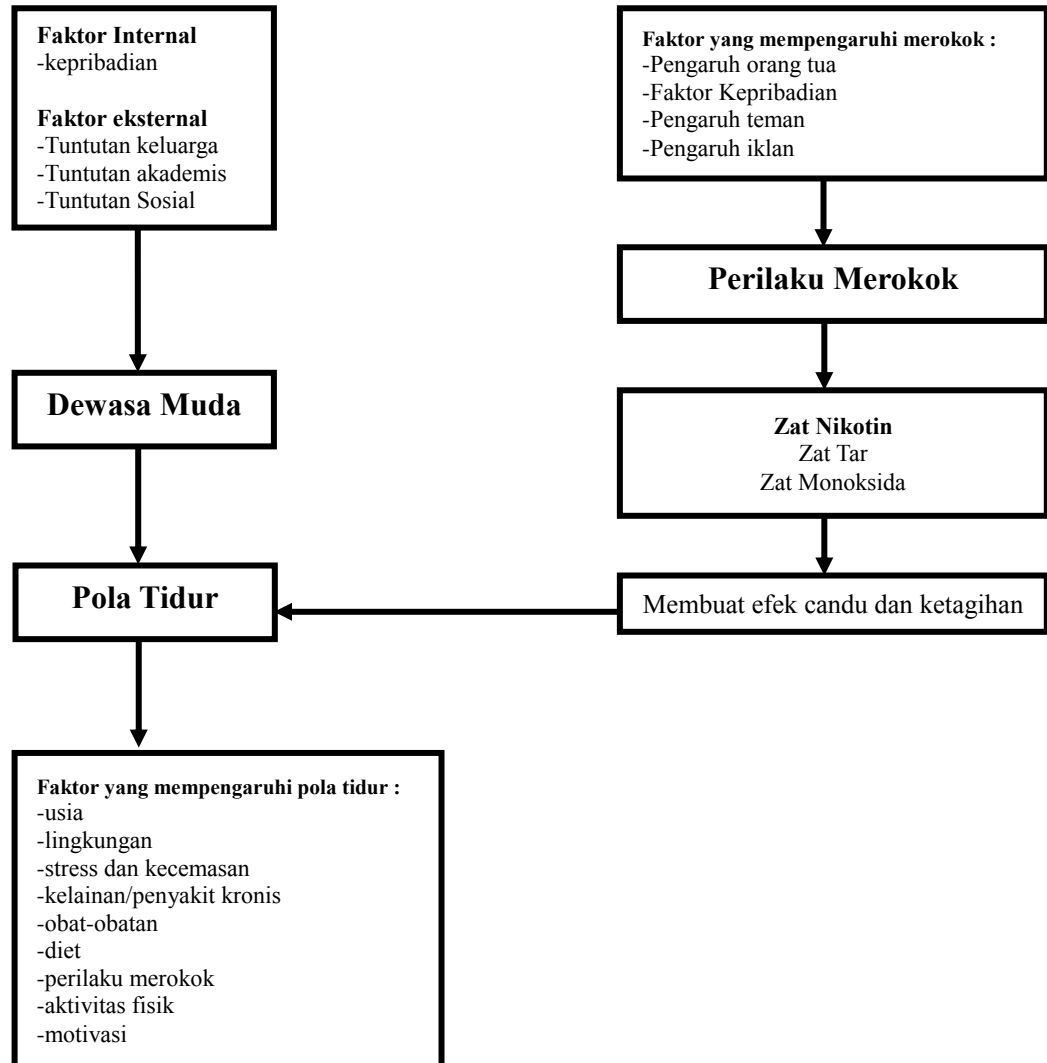 Faktor Internal
-kepribadian
Faktor eksternal
-Tuntutan keluarga
-Tuntutan akademis
-Tuntutan Sosial
Faktor yang mempengaruhi merokok :
-Pengaruh orang tua
-Faktor Kepribadian
-Pengaruh teman
-Pengaruh iklan
Perilaku Merokok
Dewasa Muda
Zat Nikotin
Zat Tar
Zat Monoksida
Pola Tidur
Membuat efek candu dan ketagihan
Faktor yang mempengaruhi pola tidur :
-usia
-lingkungan
-stress dan kecemasan
-kelainan/penyakit kronis
-obat-obatan
-diet
-perilaku merokok
-aktivitas fisik
-motivasi